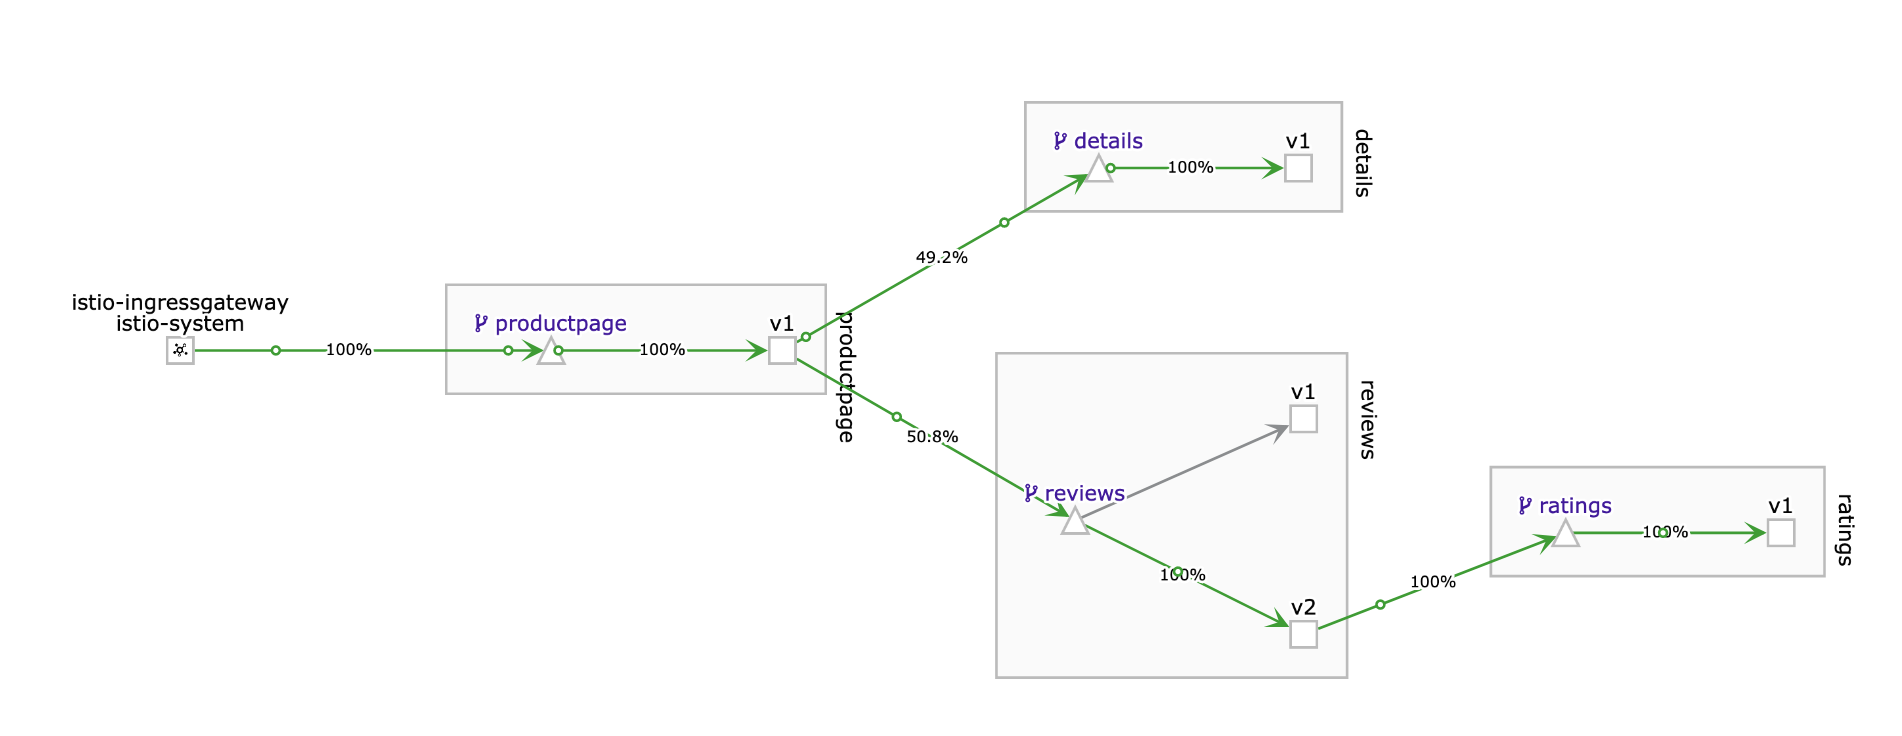 istio-ingressgateway
istio-system
100%
productpage
100%
v1
productpage
49.2%
details
100%
v1
details
50.8%
reviews
v1
100%
v2
reviews
100%
ratings
100%
v1
ratings